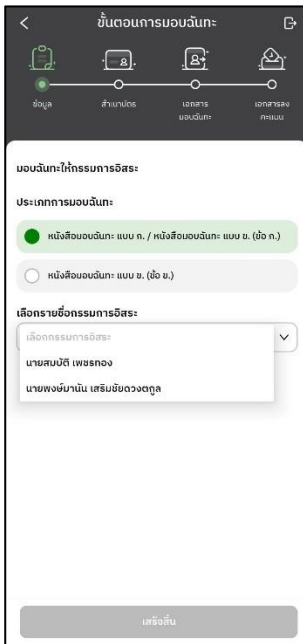 ขั้นตอนการมอบฉันทะ
ข้อมูล
สำเนาบัตร
เอกสาร
มอบฉันทะ
เอกสารลง
คะแนน
มอบฉันทะให้กรรมการอิสระ
ประเภทการมอบฉันทะ
หนังสือมอบฉันทะ แบบ ก. / หนังสือมอบฉันทะ แบบ ข. (ข้อ ก.)
หนังสือมอบฉันทะ แบบ ข. (ข้อ ข.)
เลือกรายชื่อกรรมการอิสระ
เลือกกรรมการอิสระ
นายสมบัติ เพชรทอง
นายพงษ์มานัน เสริมชัยดวงตกูล
เสร็จสิ้น